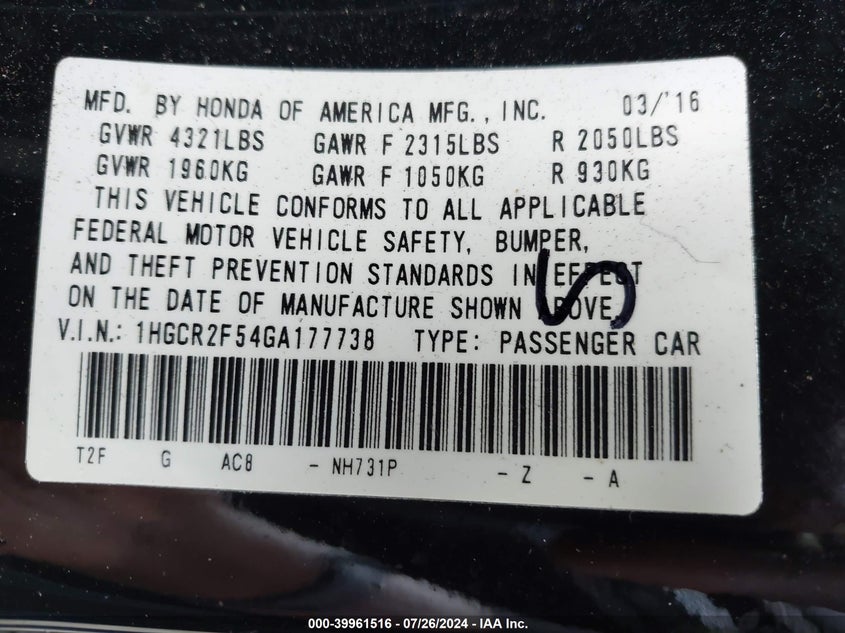 MFD. BY HONDA OF AMERICA MFG., INC. 03/'16
GVWR 4321LBS GAWR F 2315LBS R 2050LBS
GVWR 1960KG GAWR F 1050KG R 930KG
THIS VEHICLE CONFORMS TO ALL APPLICABLE
FEDERAL MOTOR VEHICLE SAFETY, BUMPER,
AND THEFT PREVENTION STANDARDS IN EFFECT
ON THE DATE OF MANUFACTURE SHOWN ABOVE.
V.I.N.: 1HGCR2F54GA177738 TYPE: PASSENGER CAR
T2F G AC8 - NH731P - Z - A
000-39961516 - 07/26/2024 - IAA Inc.